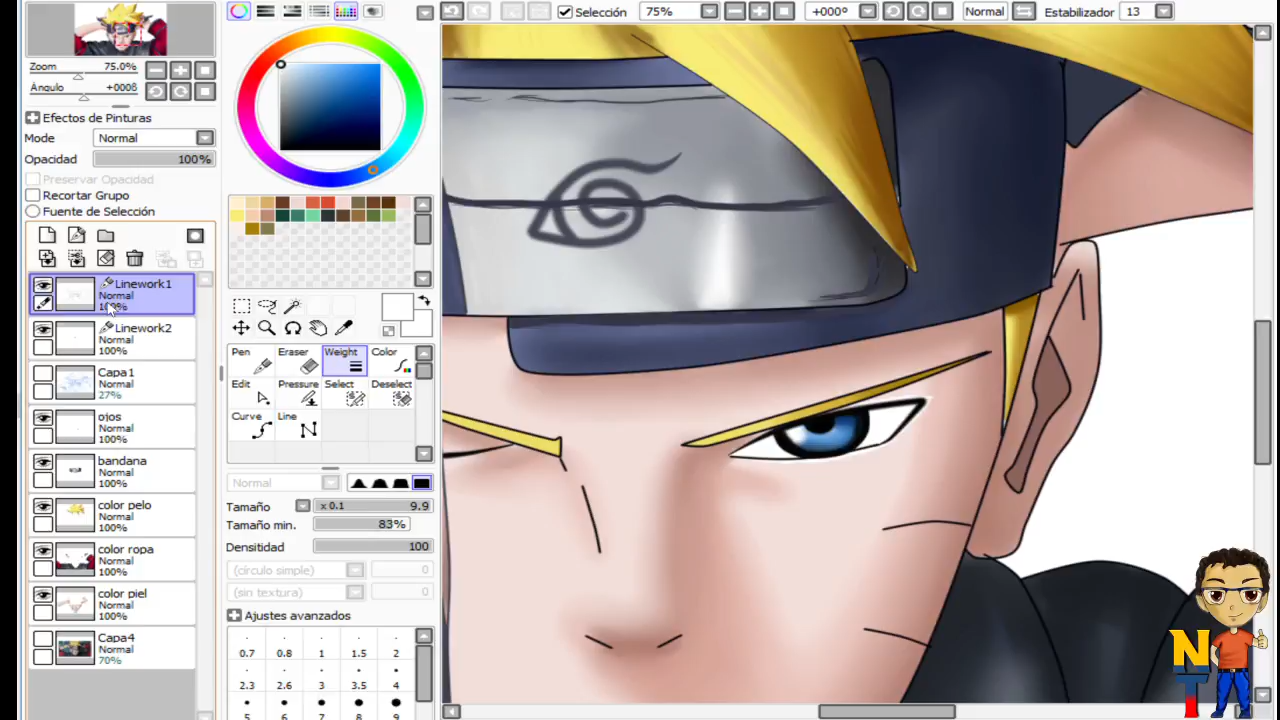 Selección
75%
+000º
Normal
Estabilizador
13
Zoom
75.0%
Ángulo
+0008
Efectos de Pinturas
Mode
Normal
Opacidad
100%
Preservar Opacidad
Recortar Grupo
Fuente de Selección
Linework1
Normal
100%
Linework2
Normal
100%
Capa1
Normal
27%
ojos
Normal
100%
bandana
Normal
100%
color pelo
Normal
100%
color ropa
Normal
100%
color piel
Normal
100%
Capa4
Normal
70%
Pen
Eraser
Weight
Color
Edit
Pressure
Select
Deselect
Curve
Line
Normal
Tamaño
x 0.1
9.9
Tamaño min.
83%
Densitidad
100
(círculo simple)
0
(sin textura)
0
Ajustes avanzados
0.7 0.8 1 1.5 2
2.3 2.6 3 3.5 4
5 6 7 8 9
N
T